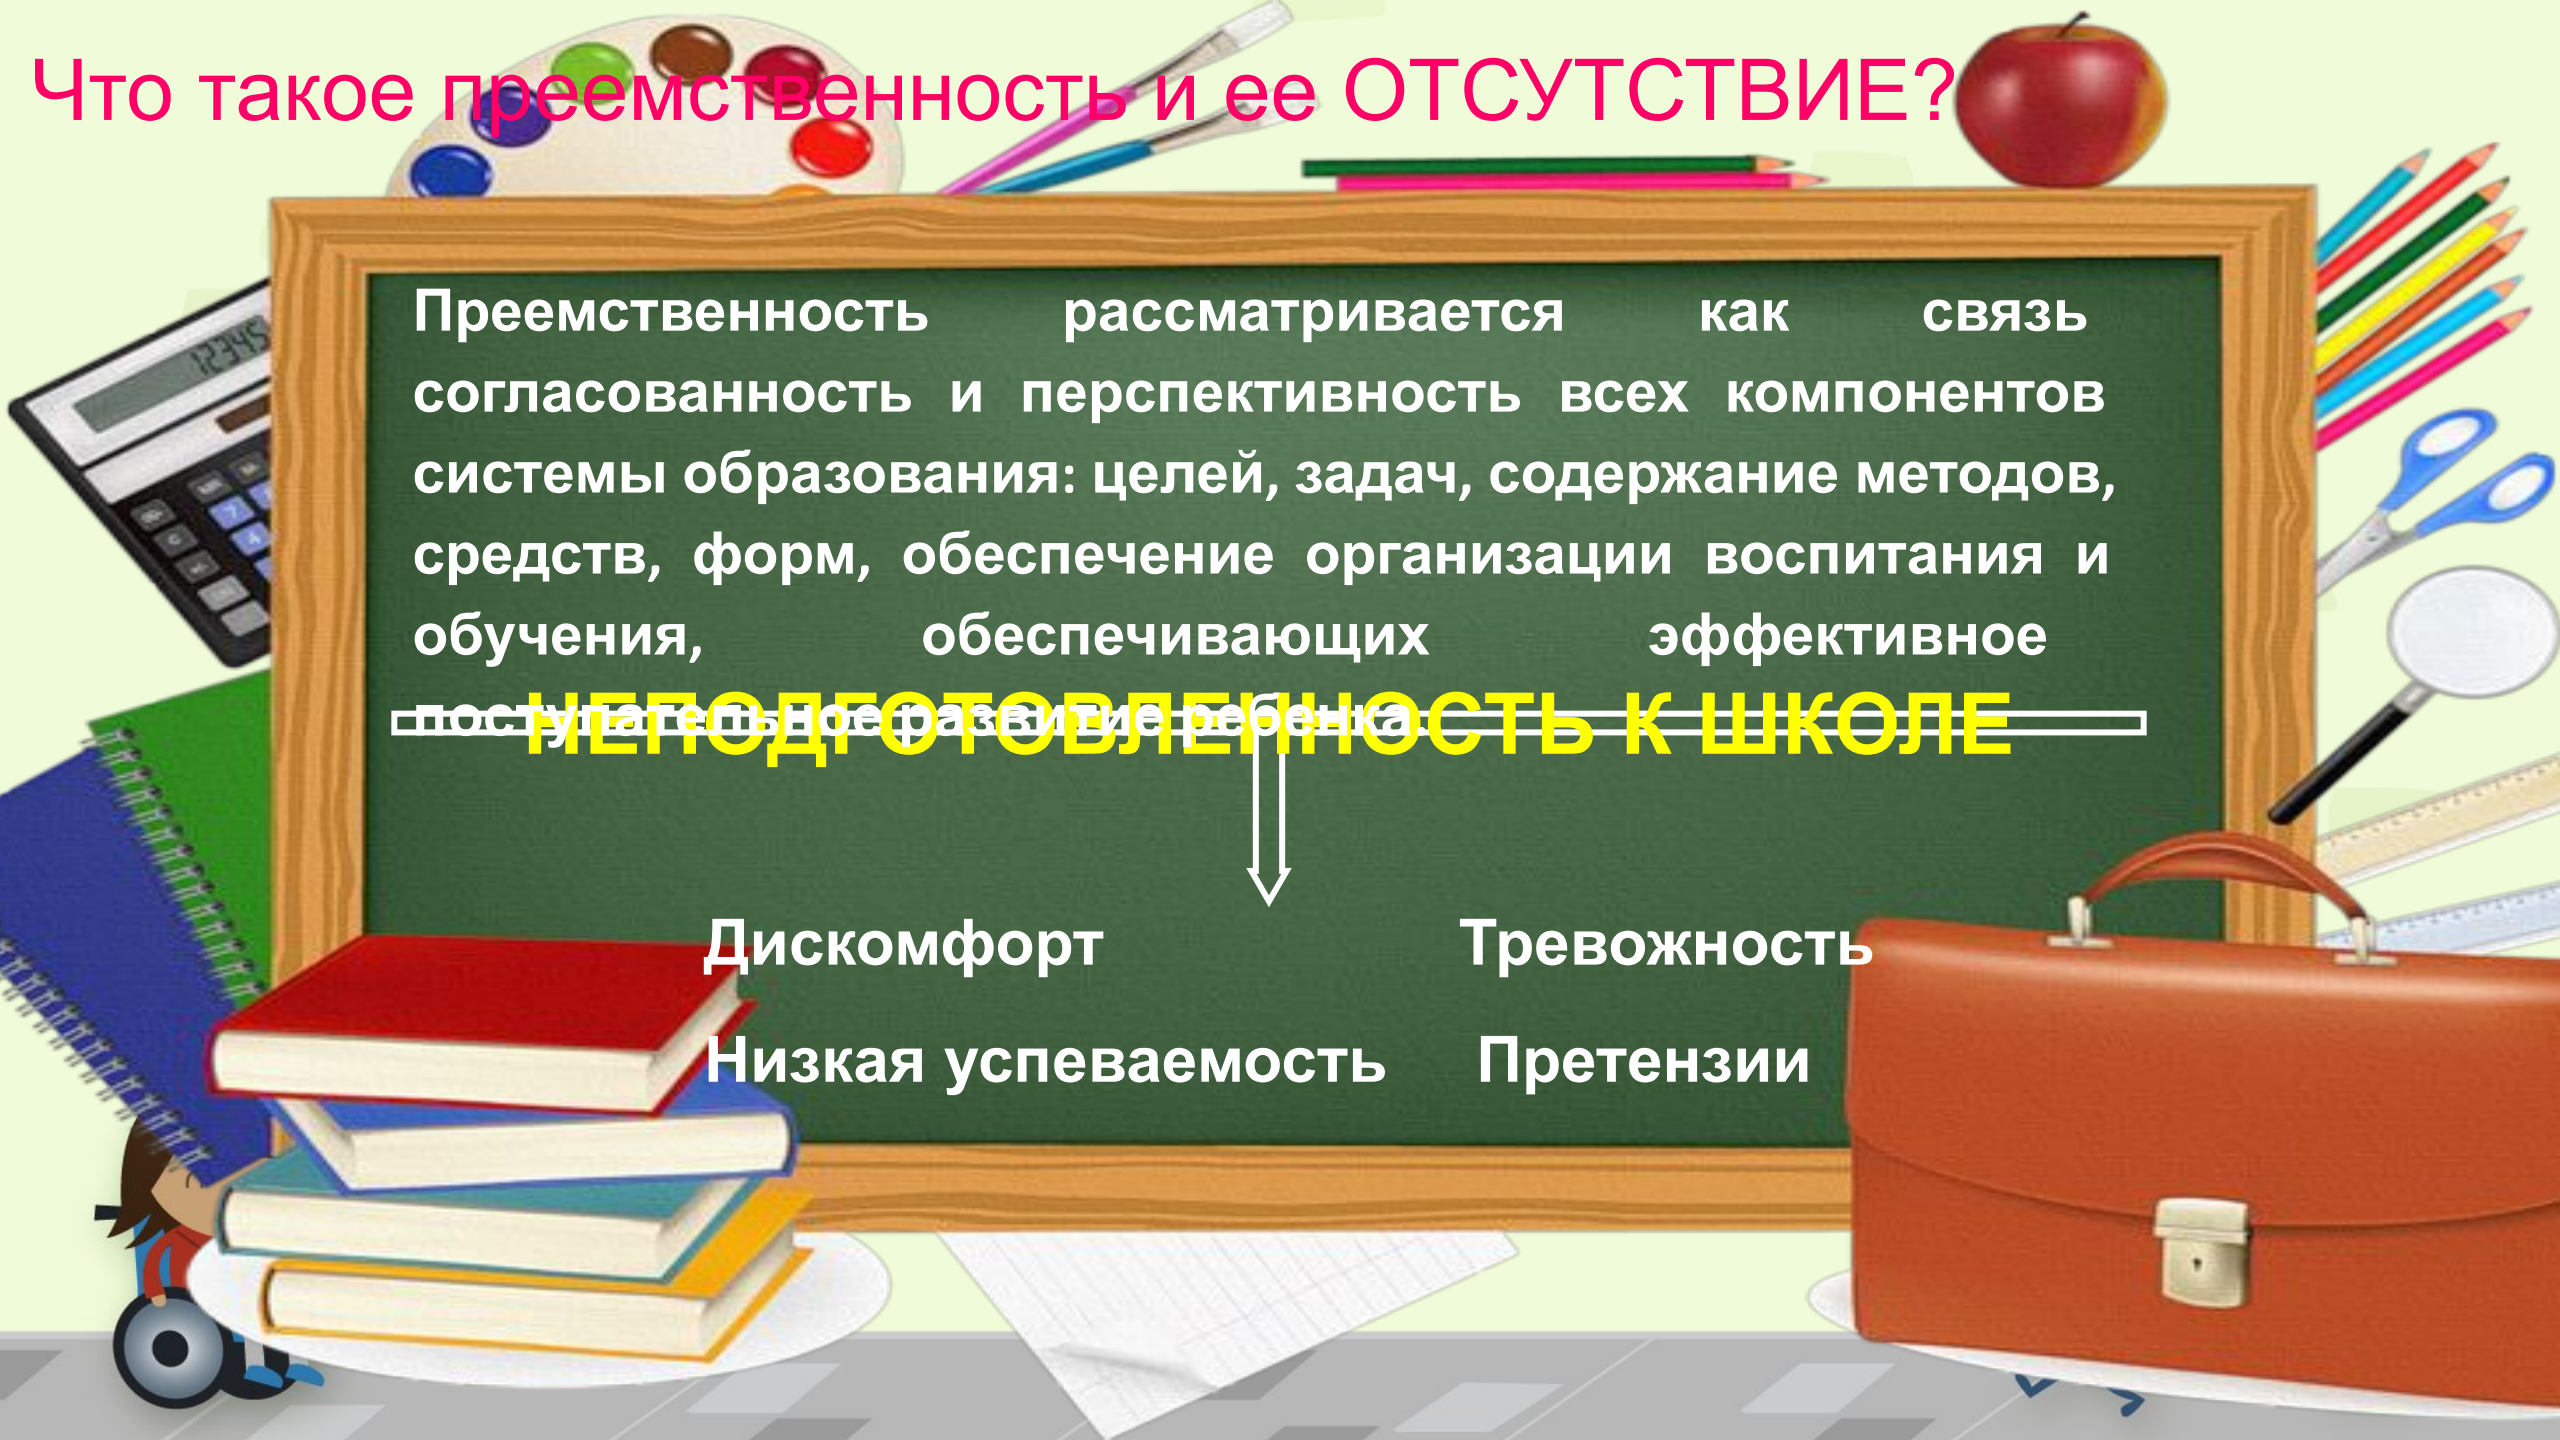 Что такое преемственность и ее ОТСУТСТВИЕ?
12345
Преемственность рассматривается как связь
согласованность и перспективность всех компонентов
системы образования: целей, задач, содержание методов,
средств, форм, обеспечение организации воспитания и
обучения, обеспечивающих эффективное
поступательное развитие ребенка.
НЕПОДГОТОВЛЕННОСТЬ К ШКОЛЕ
Дискомфорт Тревожность
Низкая успеваемость Претензии